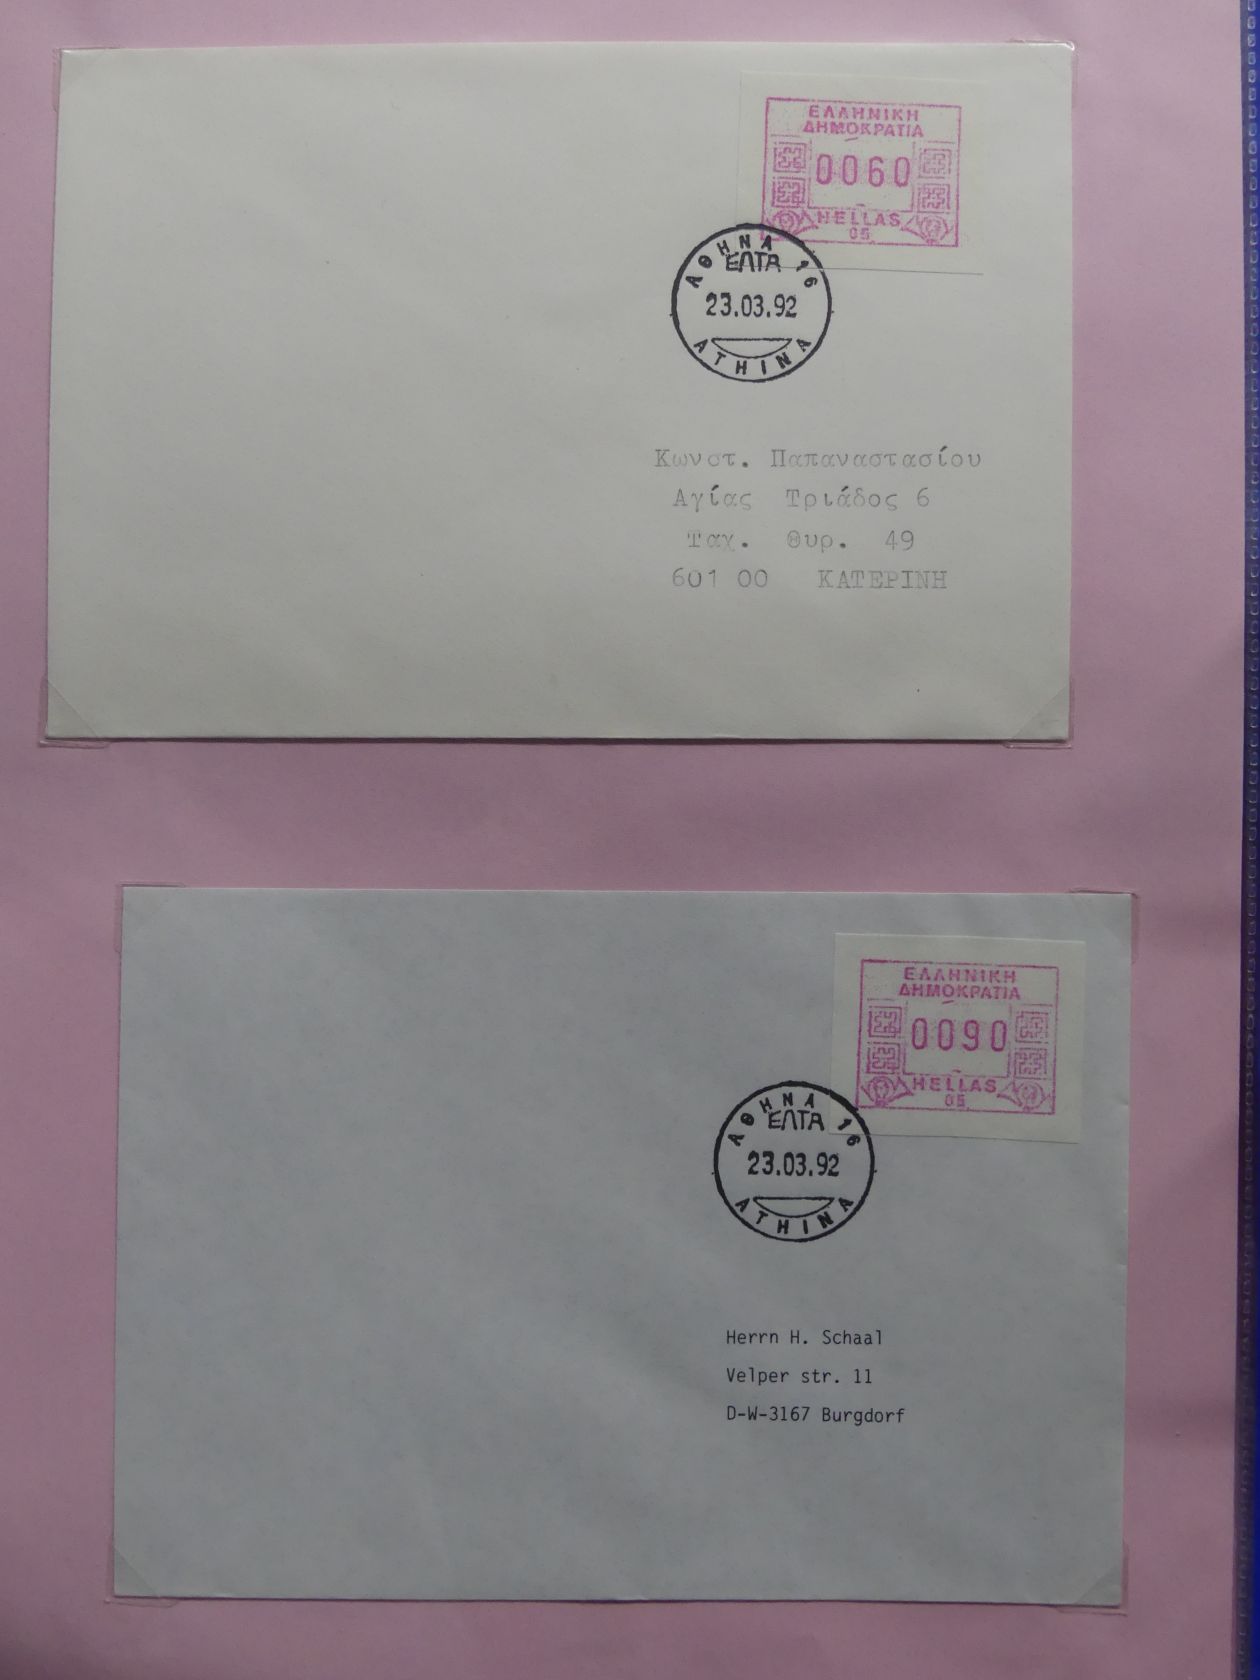 ΕΛΛΗΝΙΚΗ
ΔΗΜΟΚΡΑΤΙΑ
0060
HELLAS
05
ΑΘΗΝΑ 16
ΕΛΤΑ
23.03.92
ATHINA
Κωνστ. Παπαναστασίου
Αγίας Τριάδος 6
Ταχ. Θυρ. 49
601 00 ΚΑΤΕΡΙΝΗ
ΕΛΛΗΝΙΚΗ
ΔΗΜΟΚΡΑΤΙΑ
0090
HELLAS
05
ΑΘΗΝΑ 16
ΕΛΤΑ
23.03.92
ATHINA
Herrn H. Schaal
Velper str. 11
D-W-3167 Burgdorf